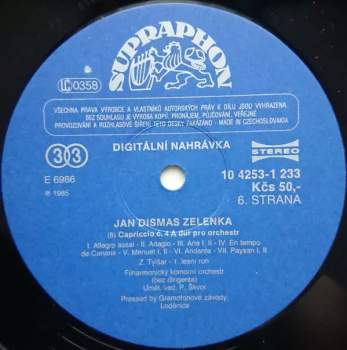 SUPRAPHON
LC 0358
VŠECHNA PRÁVA VÝROBCE A VLASTNÍKŮ AUTORSKÝCH PRÁV K DÍLU JSOU VYHRAZENA.
BEZ SOUHLASU JE VÝROBA KOPIÍ, PRONÁJEM, PŮJČOVÁNÍ, VEŘEJNÉ
PROVOZOVÁNÍ A ROZHLASOVÉ ŠÍŘENÍ TÉTO DESKY ZAKÁZÁNO - MADE IN CZECHOSLOVAKIA
DIGITÁLNÍ NAHRÁVKA
33
STEREO
E 6986
℗ 1985
10 4253-1 233
Kčs 50,-
6. STRANA
JAN DISMAS ZELENKA
(8) Capriccio č. 4 A dur pro orchestr
I. Allegro assai - II. Adagio - III. Aria I, II - IV. En tempo
de Canarie - V. Menuet I, II - VI. Andante - VII. Paysan I, II
Z. Tylšar - 1. lesní roh
Filharmonický komorní orchestr
(bez dirigenta)
Uměl. ved. P. Škvor
Pressed by Gramofonové závody,
Loděnice